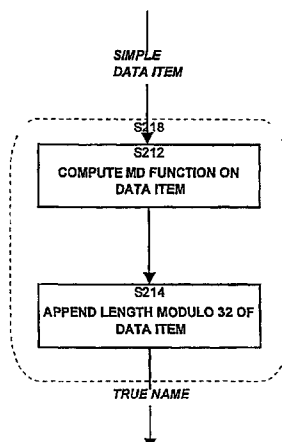 SIMPLE
DATA ITEM
S218
S212
COMPUTE MD FUNCTION ON
DATA ITEM
S214
APPEND LENGTH MODULO 32 OF
DATA ITEM
TRUE NAME